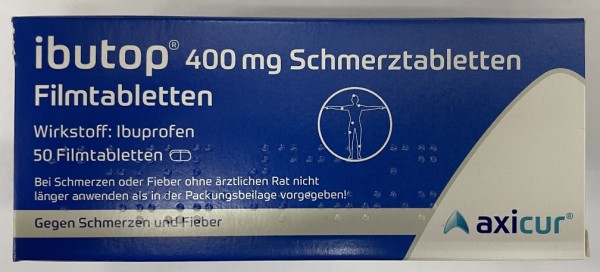 ibutop® 400 mg Schmerztabletten
Filmtabletten
Wirkstoff: Ibuprofen
50 Filmtabletten
Bei Schmerzen oder Fieber ohne ärztlichen Rat nicht
länger anwenden als in der Packungsbeilage vorgegeben!
Gegen Schmerzen und Fieber
axicur®